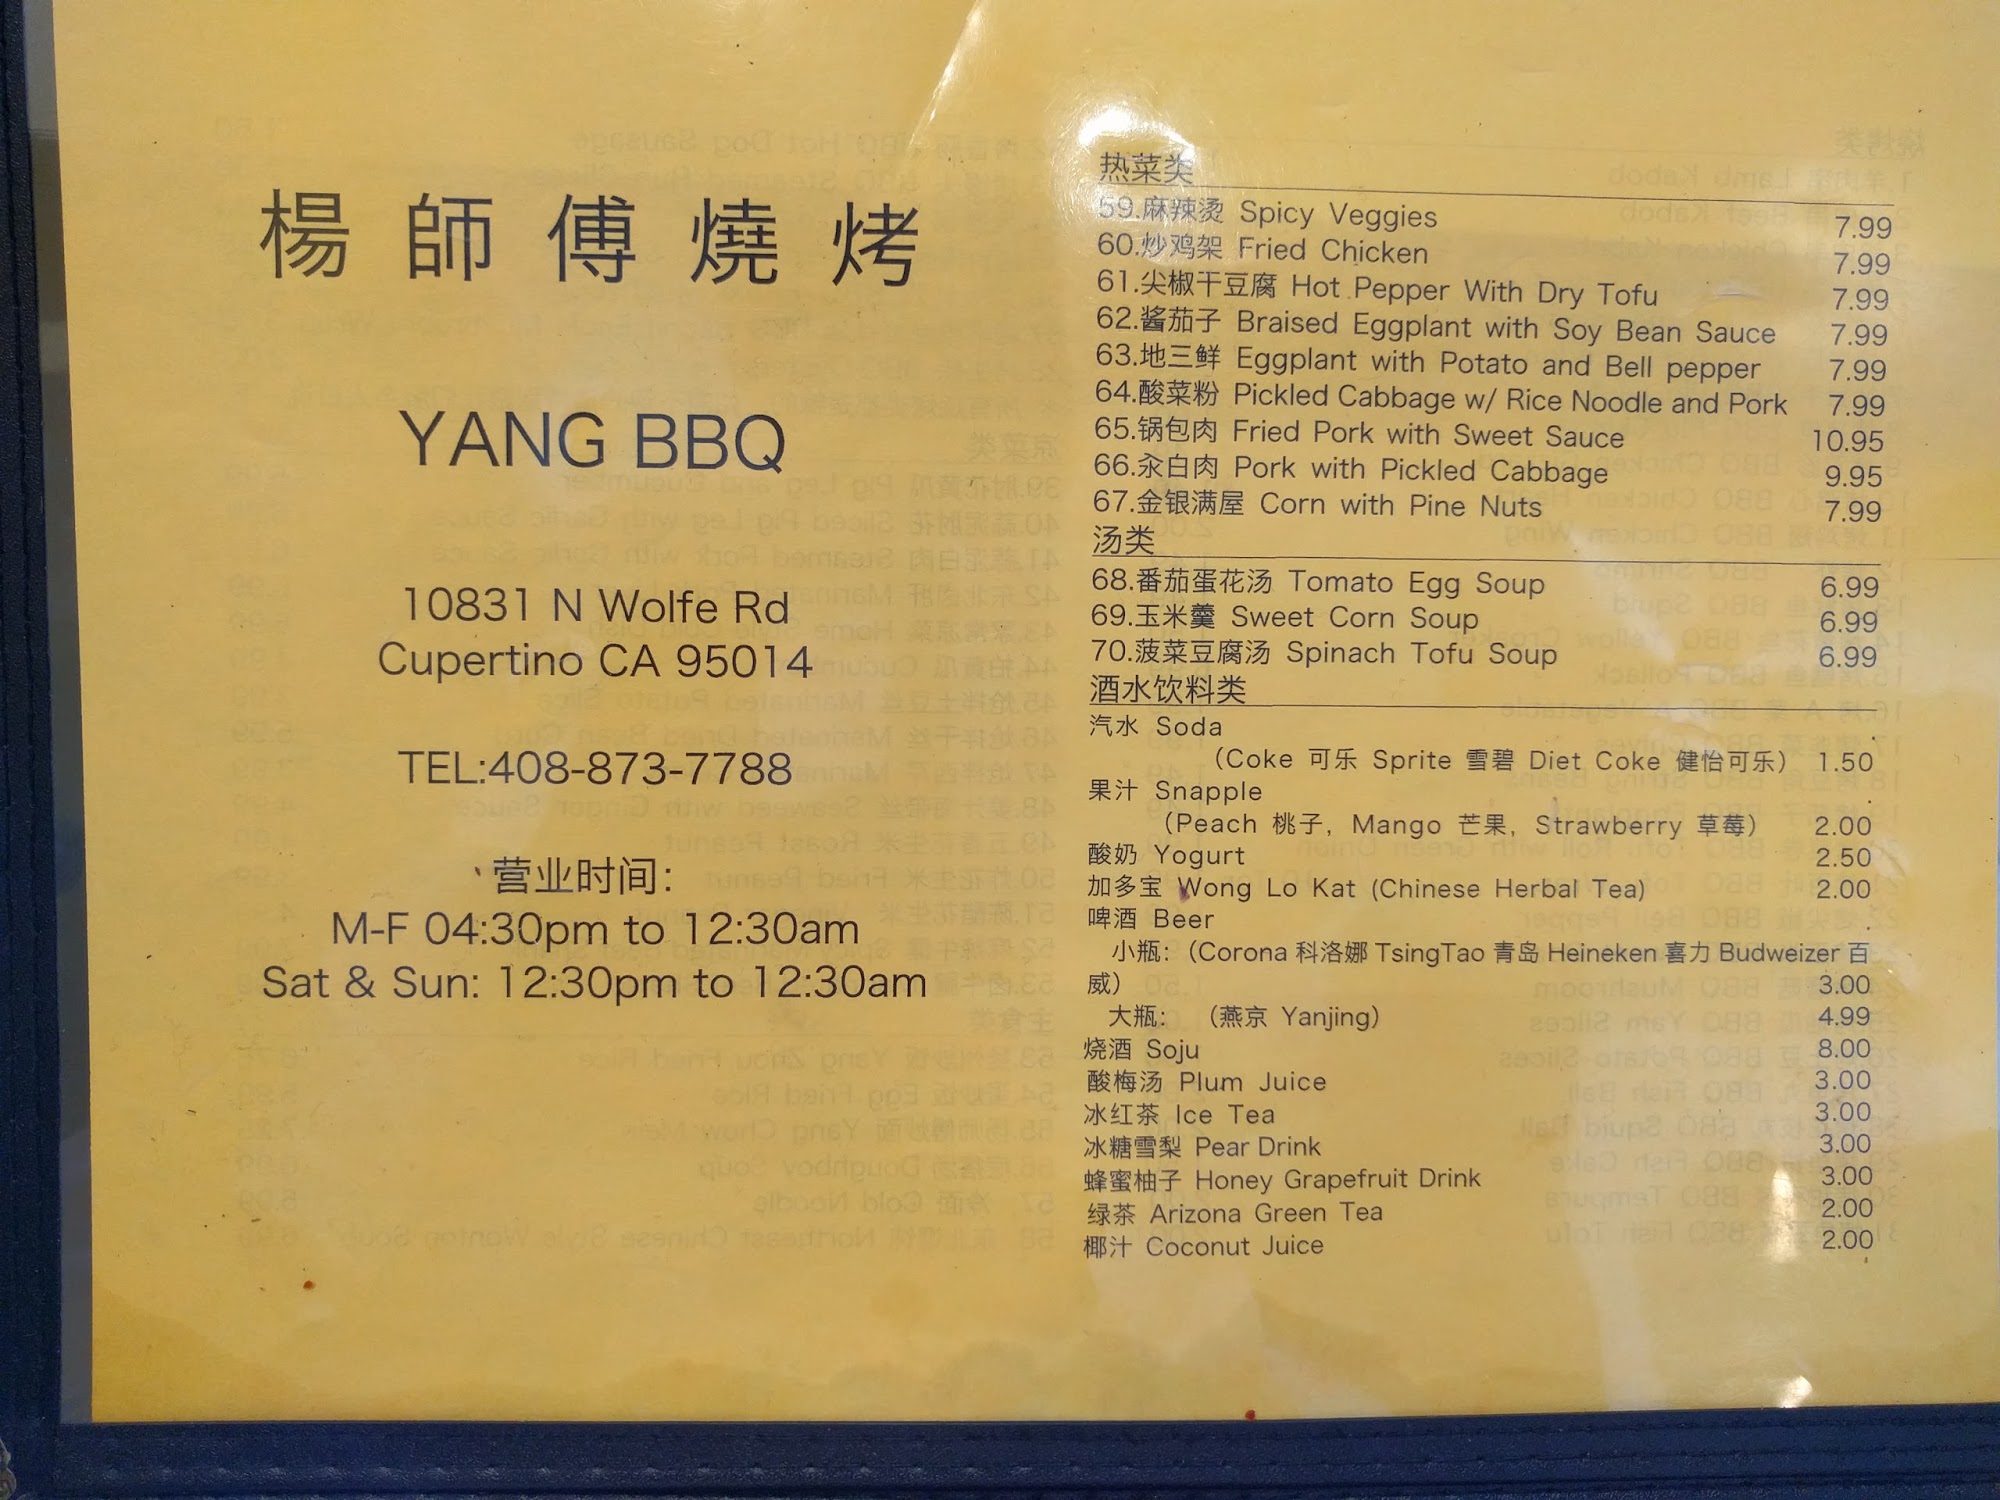 楊師傅燒烤
YANG BBQ
10831 N Wolfe Rd
Cupertino CA 95014
TEL:408-873-7788
营业时间:
M-F 04:30pm to 12:30am
Sat & Sun: 12:30pm to 12:30am
热菜类
59.麻辣烫 Spicy Veggies 7.99
60.炒鸡架 Fried Chicken 7.99
61.尖椒干豆腐 Hot Pepper With Dry Tofu 7.99
62.酱茄子 Braised Eggplant with Soy Bean Sauce 7.99
63.地三鲜 Eggplant with Potato and Bell pepper 7.99
64.酸菜粉 Pickled Cabbage w/ Rice Noodle and Pork 7.99
65.锅包肉 Fried Pork with Sweet Sauce 10.95
66.汆白肉 Pork with Pickled Cabbage 9.95
67.金银满屋 Corn with Pine Nuts 7.99
汤类
68.番茄蛋花汤 Tomato Egg Soup 6.99
69.玉米羹 Sweet Corn Soup 6.99
70.菠菜豆腐汤 Spinach Tofu Soup 6.99
酒水饮料类
汽水 Soda
(Coke 可乐 Sprite 雪碧 Diet Coke 健怡可乐) 1.50
果汁 Snapple
(Peach 桃子, Mango 芒果, Strawberry 草莓) 2.00
酸奶 Yogurt 2.50
加多宝 Wong Lo Kat (Chinese Herbal Tea) 2.00
啤酒 Beer
小瓶: (Corona 科洛娜 TsingTao 青岛 Heineken 喜力 Budweizer 百
威) 3.00
大瓶: (燕京 Yanjing) 4.99
烧酒 Soju 8.00
酸梅汤 Plum Juice 3.00
冰红茶 Ice Tea 3.00
冰糖雪梨 Pear Drink 3.00
蜂蜜柚子 Honey Grapefruit Drink 3.00
绿茶 Arizona Green Tea 2.00
椰汁 Coconut Juice 2.00